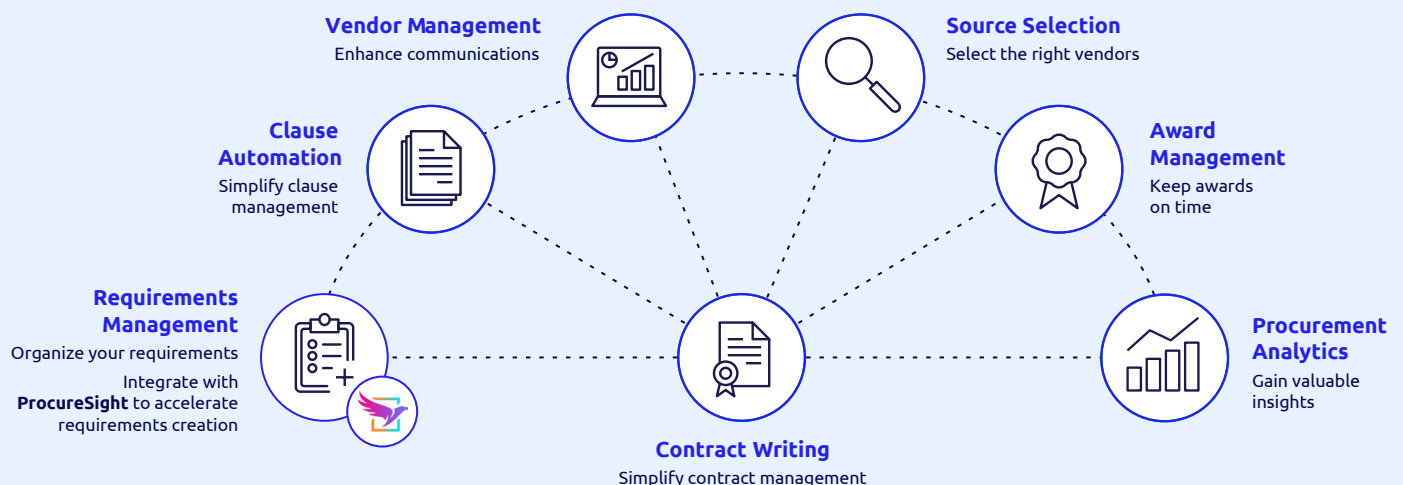 Vendor Management
Enhance communications
Source Selection
Select the right vendors
Clause
Automation
Simplify clause
management
Award
Management
Keep awards
on time
Requirements
Management
Organize your requirements
Integrate with
ProcureSight to accelerate
requirements creation
Procurement
Analytics
Gain valuable
insights
Contract Writing
Simplify contract management